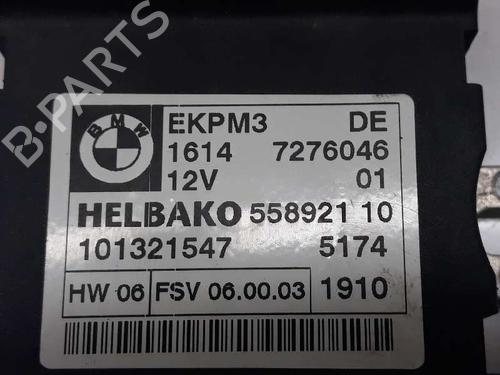 BMW
EKPM3 DE
1614 7276046
12V 01
HELBAKO 558921 10
101321547 5174
HW 06 FSV 06.00.03 1910